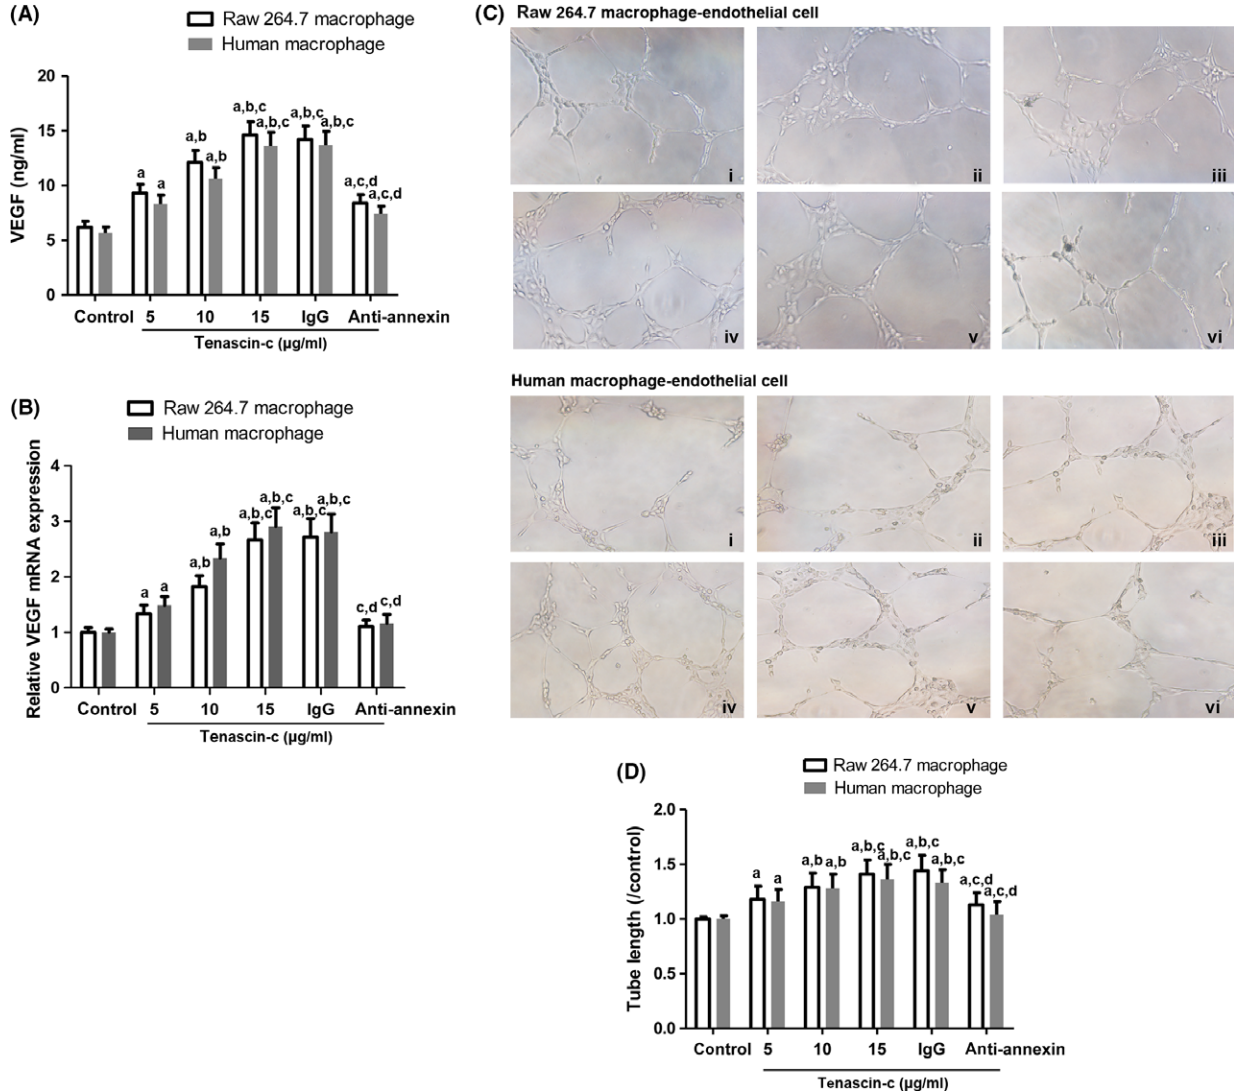 (A)
Raw 264.7 macrophage
Human macrophage
VEGF (ng/ml)
20
15
10
5
0
a
a
a,b
a,b
a,b,c
a,b,c
a,b,c
a,b,c
a,c,d
a,c,d
Control 5 10 15 IgG Anti-annexin
Tenascin-c (µg/ml)
(B)
Raw 264.7 macrophage
Human macrophage
Relative VEGF mRNA expression
4
3
2
1
0
a
a
a,b
a,b
a,b,c
a,b,c
a,b,c
a,b,c
c,d
c,d
Control 5 10 15 IgG Anti-annexin
Tenascin-c (µg/ml)
(C)
Raw 264.7 macrophage-endothelial cell
i
ii
iii
iv
v
vi
Human macrophage-endothelial cell
i
ii
iii
iv
v
vi
(D)
Raw 264.7 macrophage
Human macrophage
Tube length (/control)
2.0
1.5
1.0
0.5
0.0
a
a
a,b
a,b
a,b,c
a,b,c
a,b,c
a,b,c
a,c,d
a,c,d
Control 5 10 15 IgG Anti-annexin
Tenascin-c (µg/ml)